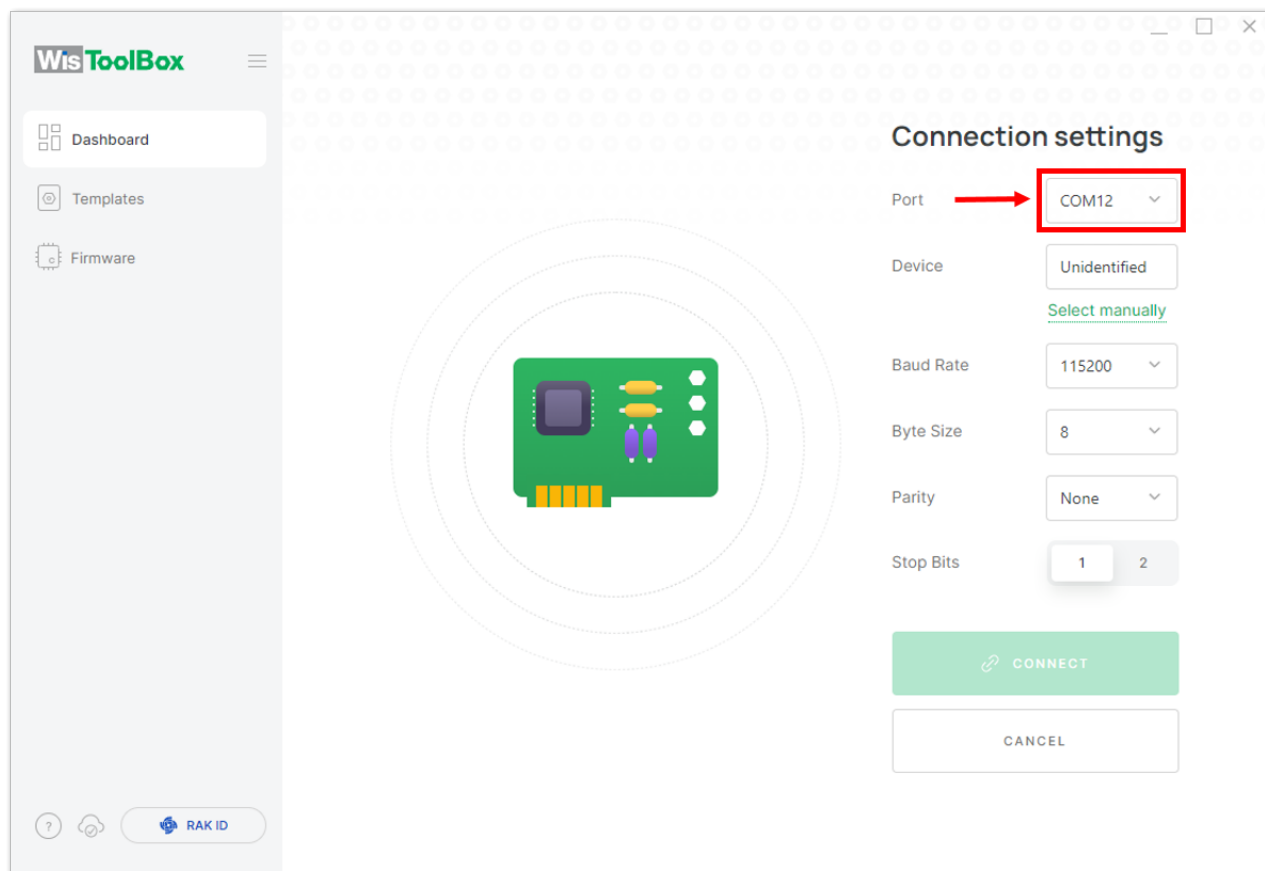 WisToolBox
Dashboard
Templates
Firmware
Connection settings
Port COM12
Device Unidentified
Select manually
Baud Rate 115200
Byte Size 8
Parity None
Stop Bits 1 2
CONNECT
CANCEL
? RAK ID